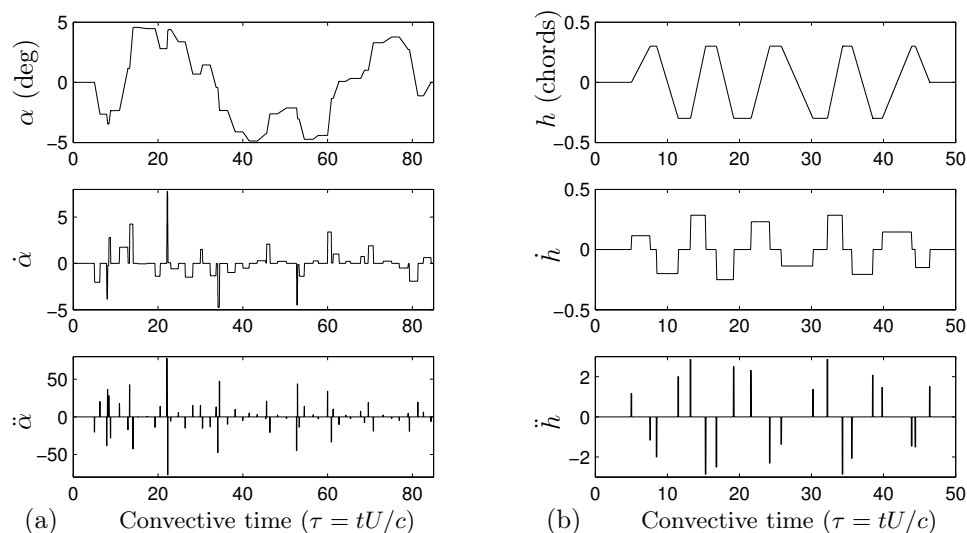 α (deg)
5
0
−5
0 20 40 60 80
α̇
5
0
−5
0 20 40 60 80
α̈
50
0
−50
0 20 40 60 80
(a) Convective time (τ = tU/c)
h (chords)
0.5
0
−0.5
0 10 20 30 40 50
ḣ
0.5
0
−0.5
0 10 20 30 40 50
ḧ
2
0
−2
0 10 20 30 40 50
(b) Convective time (τ = tU/c)